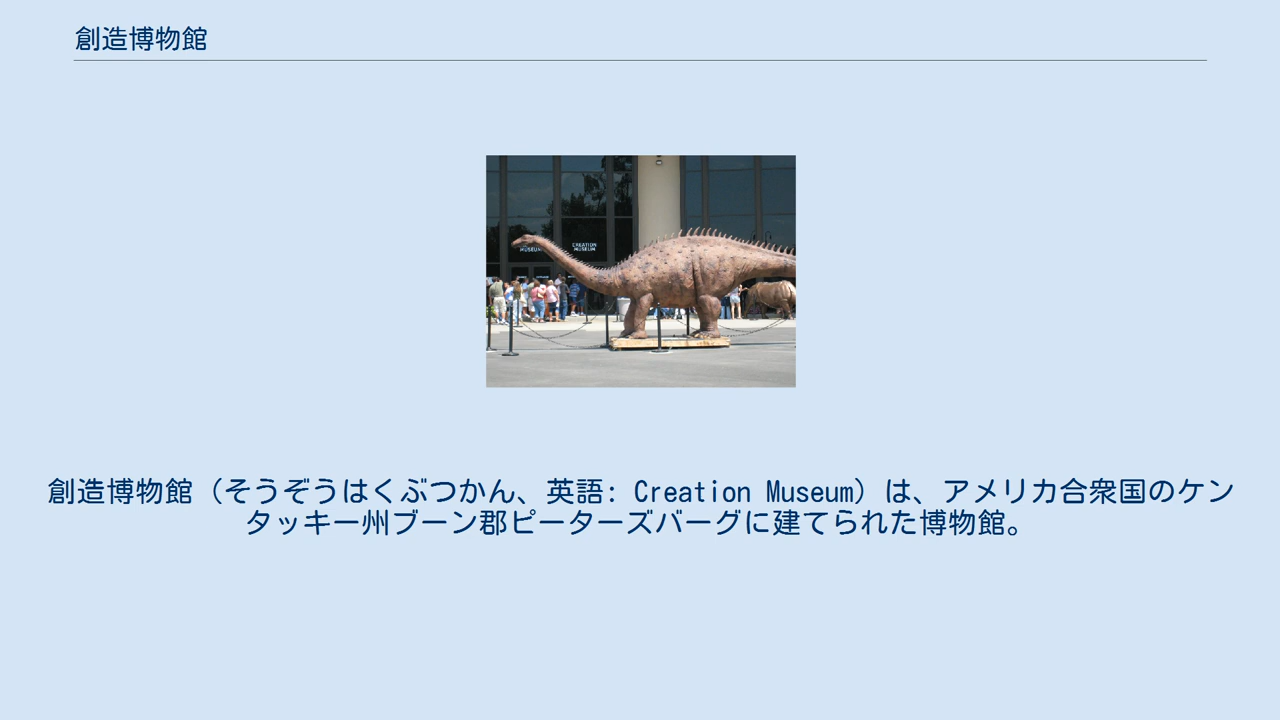 創造博物館
MUSEUM
CREATION
MUSEUM
創造博物館（そうぞうはくぶつかん、英語: Creation Museum）は、アメリカ合衆国のケン
タッキー州ブーン郡ピーターズバーグに建てられた博物館。